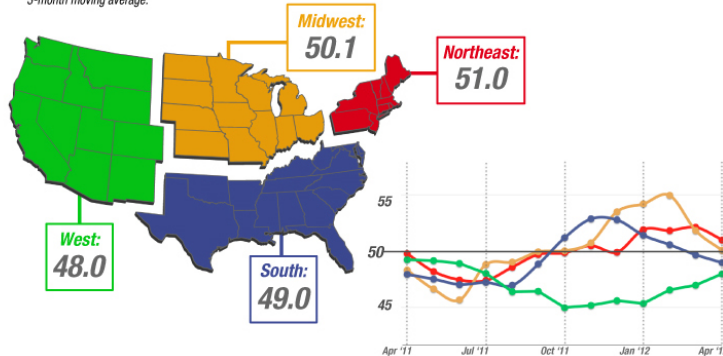 3-month moving average.
Midwest:
50.1
Northeast:
51.0
West:
48.0
South:
49.0
55
50
45
Apr '11
Jul '11
Oct '11
Jan '12
Apr '1